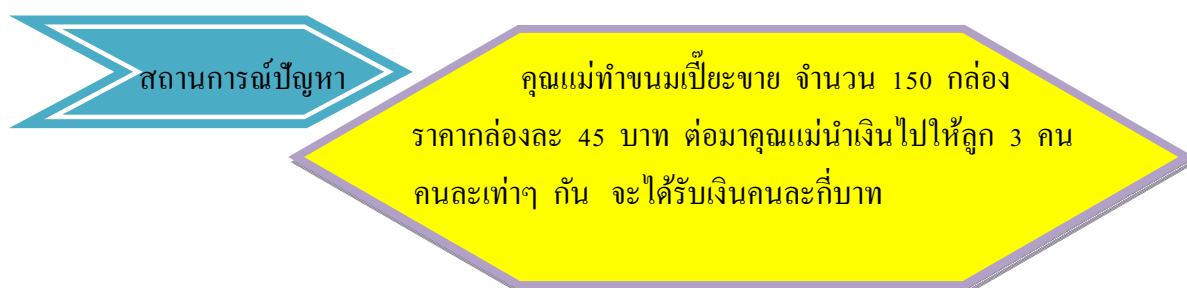 สถานการณ์ปัญหา
คุณแม่ทำขนมเปี๊ยะขาย จำนวน 150 กล่อง
ราคากล่องละ 45 บาท ต่อมาคุณแม่นำเงินไปให้ลูก 3 คน
คนละเท่าๆ กัน จะได้รับเงินคนละกี่บาท